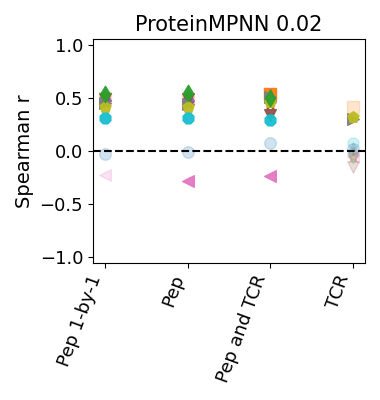 ProteinMPNN 0.02
Spearman r
1.0
0.5
0.0
−0.5
−1.0
Pep 1-by-1
Pep
Pep and TCR
TCR